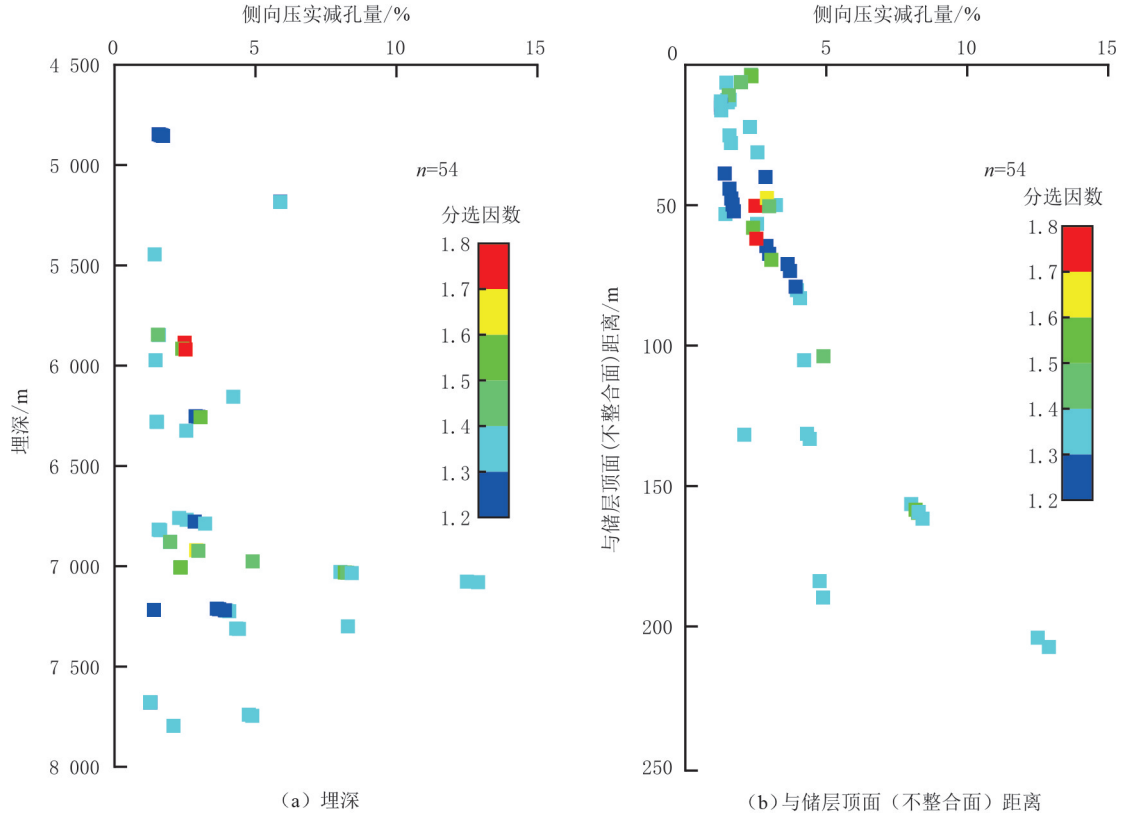 侧向压实减孔量/%
0 5 10 15
4 500
5 000
5 500
6 000
6 500
7 000
7 500
8 000
埋深/m
n=54
分选因数
1.8
1.7
1.6
1.5
1.4
1.3
1.2
(a) 埋深
侧向压实减孔量/%
0 5 10 15
50
100
150
200
250
与储层顶面(不整合面)距离/m
n=54
分选因数
1.8
1.7
1.6
1.5
1.4
1.3
1.2
(b)与储层顶面（不整合面）距离